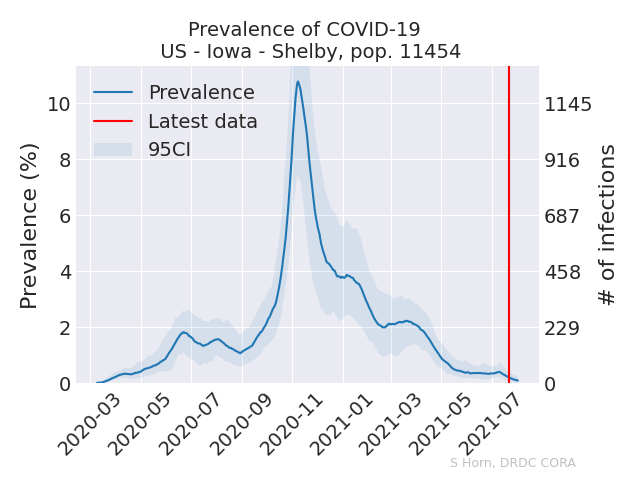 Prevalence of COVID-19
US - Iowa - Shelby, pop. 11454
Prevalence
Latest data
95CI
Prevalence (%)
10
8
6
4
2
0
1145
916
687
458
229
0
# of infections
2020-03
2020-05
2020-07
2020-09
2020-11
2021-01
2021-03
2021-05
2021-07
S Horn, DRDC CORA